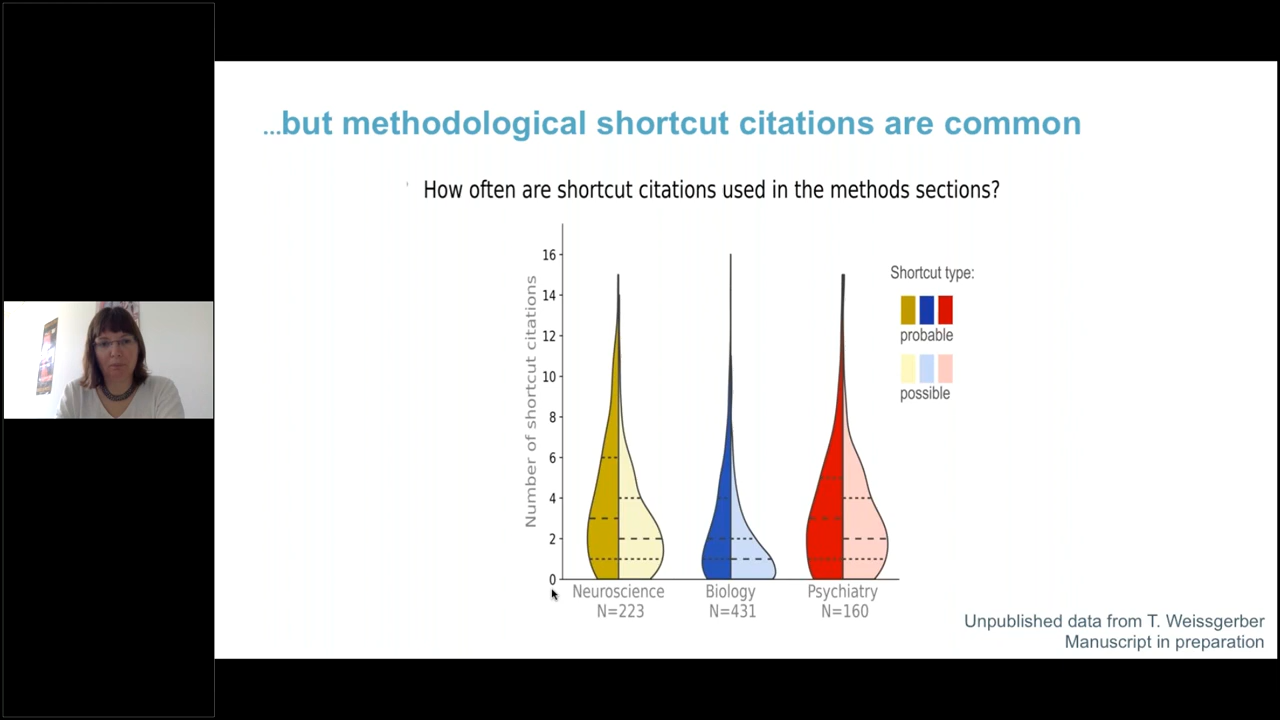 ...but methodological shortcut citations are common
How often are shortcut citations used in the methods sections?
Number of shortcut citations
16
14
12
10
8
6
4
2
0
Neuroscience
N=223
Biology
N=431
Psychiatry
N=160
Shortcut type:
probable
possible
Unpublished data from T. Weissgerber
Manuscript in preparation